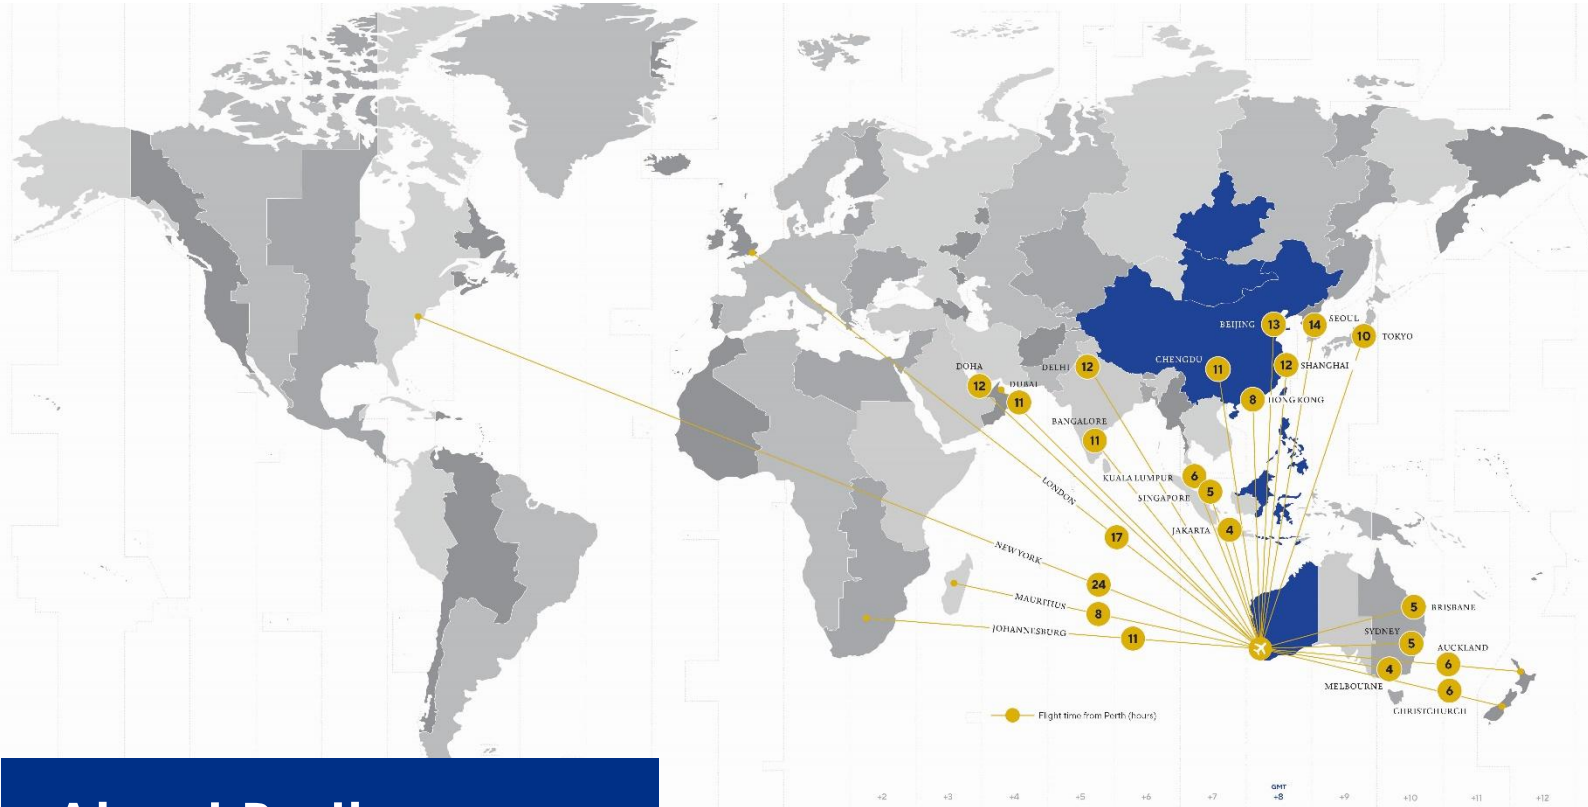 BEIJING
13
14
SEOUL
10
TOKYO
CHENGDU
11
12
SHANGHAI
DOHA
12
DELHI
12
DUBAI
11
8
HONG KONG
BANGALORE
11
KUALA LUMPUR
6
SINGAPORE
5
LONDON
17
JAKARTA
4
NEW YORK
24
MAURITIUS
8
JOHANNESBURG
11
5
BRISBANE
SYDNEY
5
AUCKLAND
6
4
MELBOURNE
6
CHRISTCHURCH
Flight time from Perth (hours)
GMT
+2 +3 +4 +5 +6 +7 +8 +9 +10 +11 +12